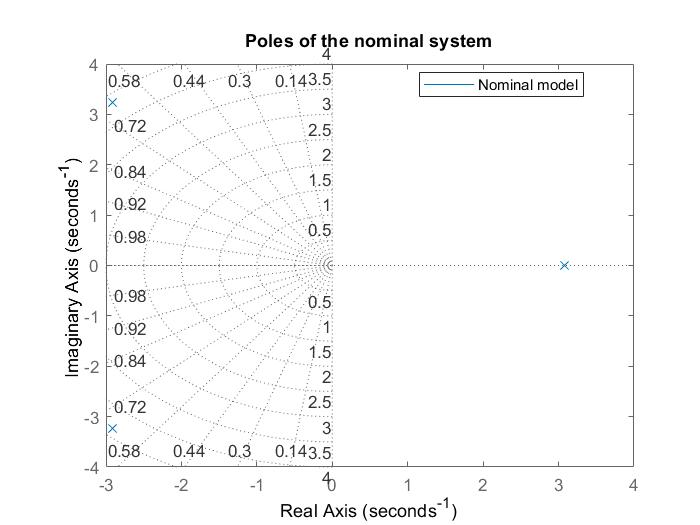 Poles of the nominal system
4
4 0.58 0.44 0.3 0.14 3.5
Nominal model
3 3
0.72 2.5
2 0.84 2
0.92 1.5
1 1
0.98 0.5
0
0.98 0.5
-1 0.92 1
0.84 1.5
-2 2
0.72 2.5
-3 3
0.58 0.44 0.3 0.14 3.5
-4 4
-3 -2 -1 0 1 2 3 4
Real Axis (seconds⁻¹)
Imaginary Axis (seconds⁻¹)